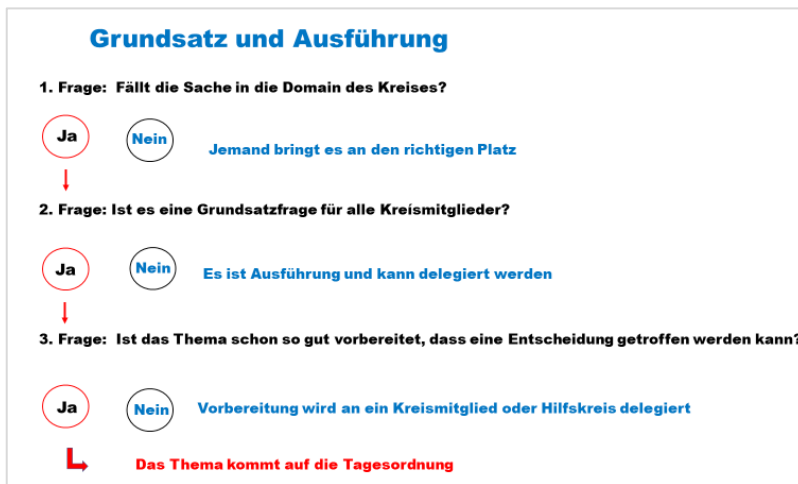 Grundsatz und Ausführung
1. Frage: Fällt die Sache in die Domain des Kreises?
Ja Nein Jemand bringt es an den richtigen Platz
2. Frage: Ist es eine Grundsatzfrage für alle Kreísmitglieder?
Ja Nein Es ist Ausführung und kann delegiert werden
3. Frage: Ist das Thema schon so gut vorbereitet, dass eine Entscheidung getroffen werden kann?
Ja Nein Vorbereitung wird an ein Kreismitglied oder Hilfskreis delegiert
Das Thema kommt auf die Tagesordnung